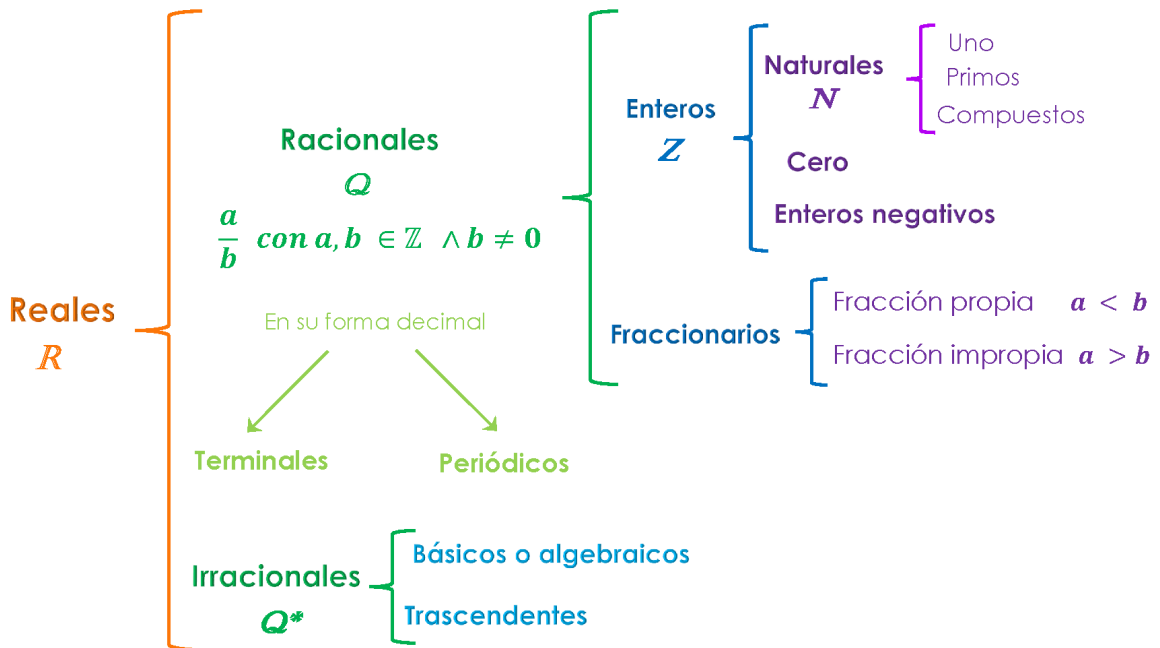 Reales
R
Racionales
Q
a/b con a, b ∈ ℤ ∧ b ≠ 0
En su forma decimal
Terminales
Periódicos
Irracionales
Q*
Básicos o algebraicos
Trascendentes
Enteros
Z
Naturales
N
Uno
Primos
Compuestos
Cero
Enteros negativos
Fraccionarios
Fracción propia a < b
Fracción impropia a > b